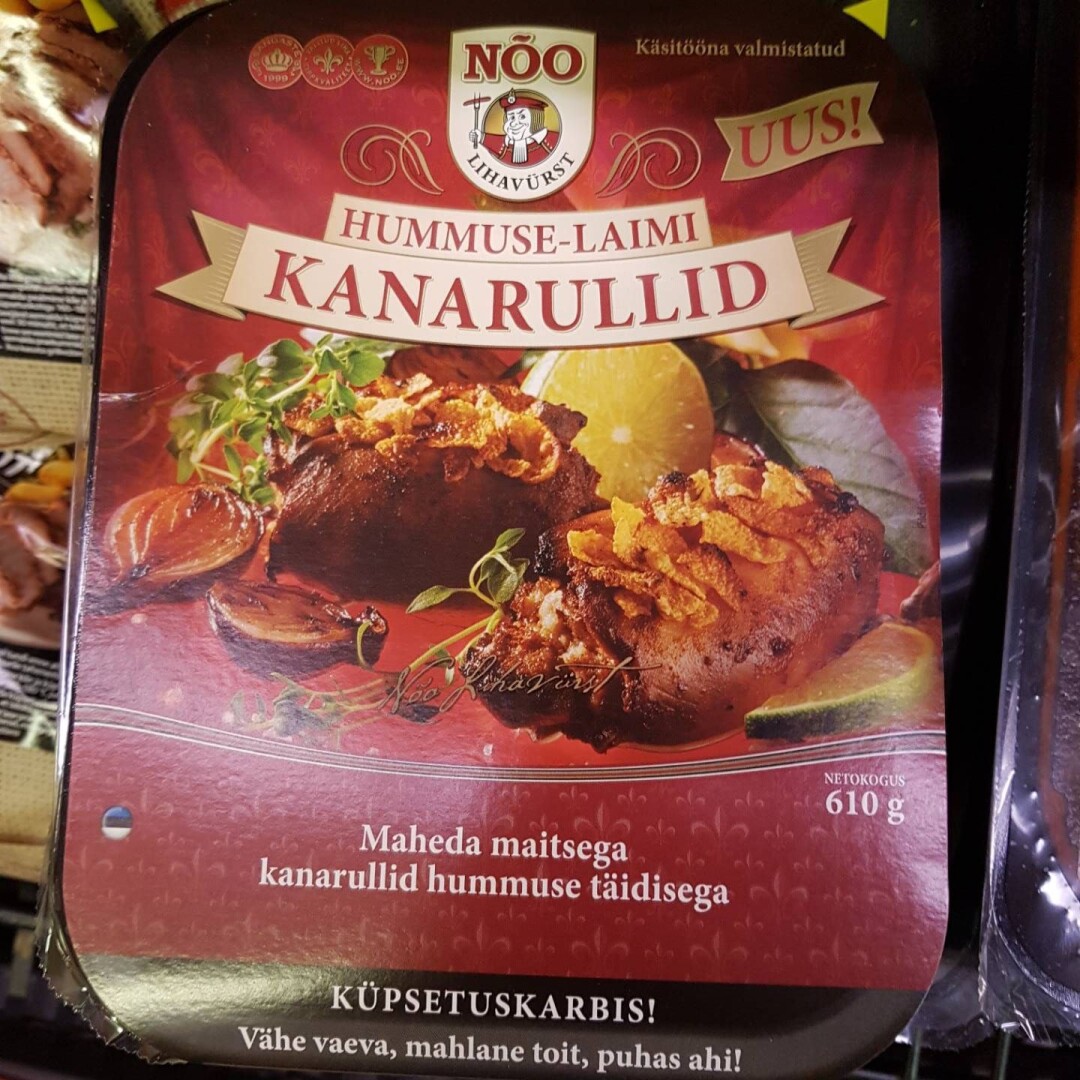 NÕO
LIHAVÜRST
Käsitööna valmistatud
UUS!
HUMMUSE-LAIMI
KANARULLID
Nõo Lihavürst
NETOKOGUS
610 g
Maheda maitsega
kanarullid hummuse täidisega
KÜPSETUSKARBIS!
Vähe vaeva, mahlane toit, puhas ahi!